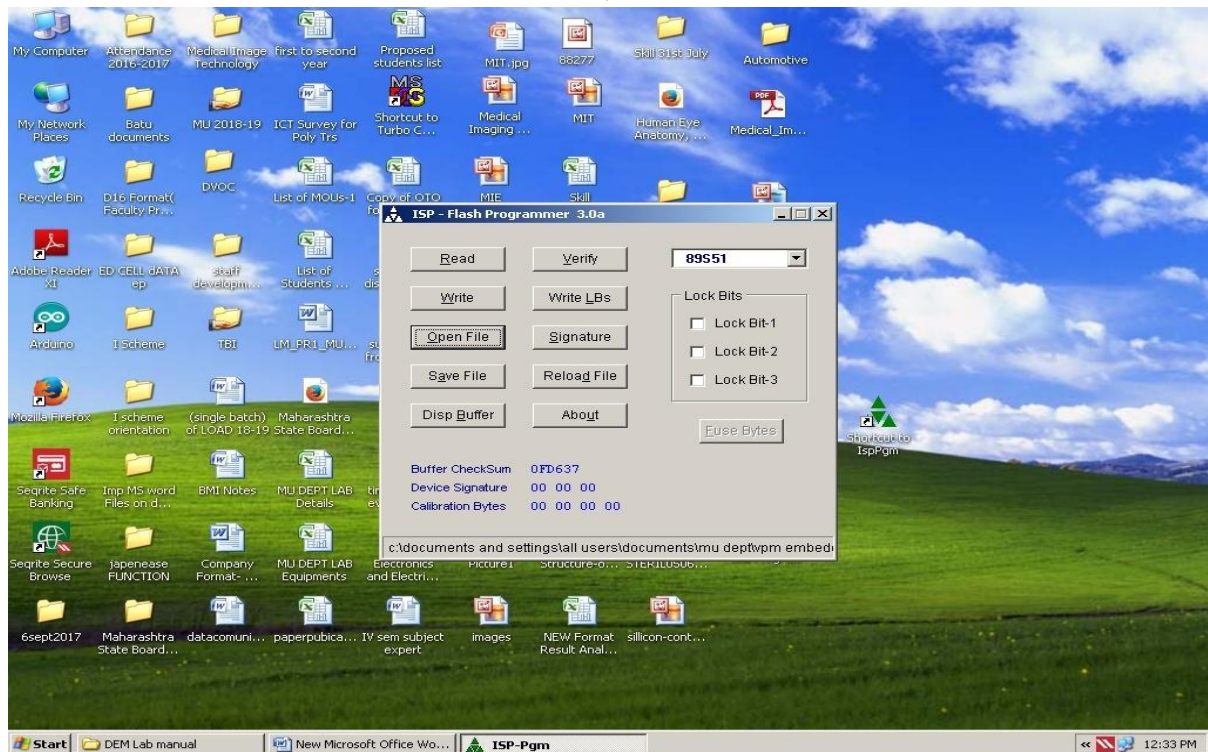 My Computer
Attendance 2016-2017
Medical Image Technology
first to second year
Proposed students list
MIT.jpg
88277
Skill 31st July
Automotive
My Network Places
Batu documents
MU 2018-19
ICT Survey for Poly Trs
Shortcut to Turbo C...
Medical Imaging ...
MIT
Human Eye Anatomy, ...
Medical_Im...
Recycle Bin
D16 Format( Faculty Pr...
DVOC
List of MOUs-1
Copy of OTO
MIE
Skill
ISP - Flash Programmer 3.0a
Read
Verify
89S51
Write
Write LBs
Lock Bits
Open File
Signature
Lock Bit-1
Lock Bit-2
Save File
Reload File
Lock Bit-3
Disp Buffer
About
Fuse Bytes
Buffer CheckSum 0FD637
Device Signature 00 00 00
Calibration Bytes 00 00 00 00
c:\documents and settings\all users\documents\mu dept\vpm embed
Adobe Reader XI
ED CELL dATA ep
staff developm...
List of Students ...
Arduino
I Scheme
TBI
LM_PR1_MU...
Mozilla Firefox
I scheme orientation
(single batch) of LOAD 18-19
Maharashtra State Board...
Shortcut to IspPgm
Seqrite Safe Banking
Imp MS word Files on d...
BMI Notes
MU DEPT LAB Details
Seqrite Secure Browse
japenease FUNCTION
Company Format- ...
MU DEPT LAB Equipments
Electronics and Electri...
Picture1
Structure-o...
6sept2017
Maharashtra State Board...
datacomuni...
paperpubica...
IV sem subject expert
images
NEW Format Result Anal...
sillicon-cont...
Start
DEM Lab manual
New Microsoft Office Wo...
ISP-Pgm
12:33 PM